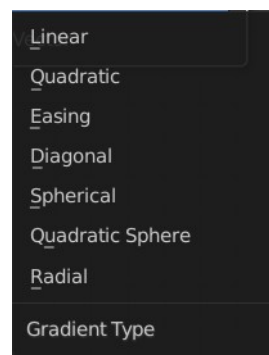 Linear
Quadratic
Easing
Diagonal
Spherical
Quadratic Sphere
Radial
Gradient Type